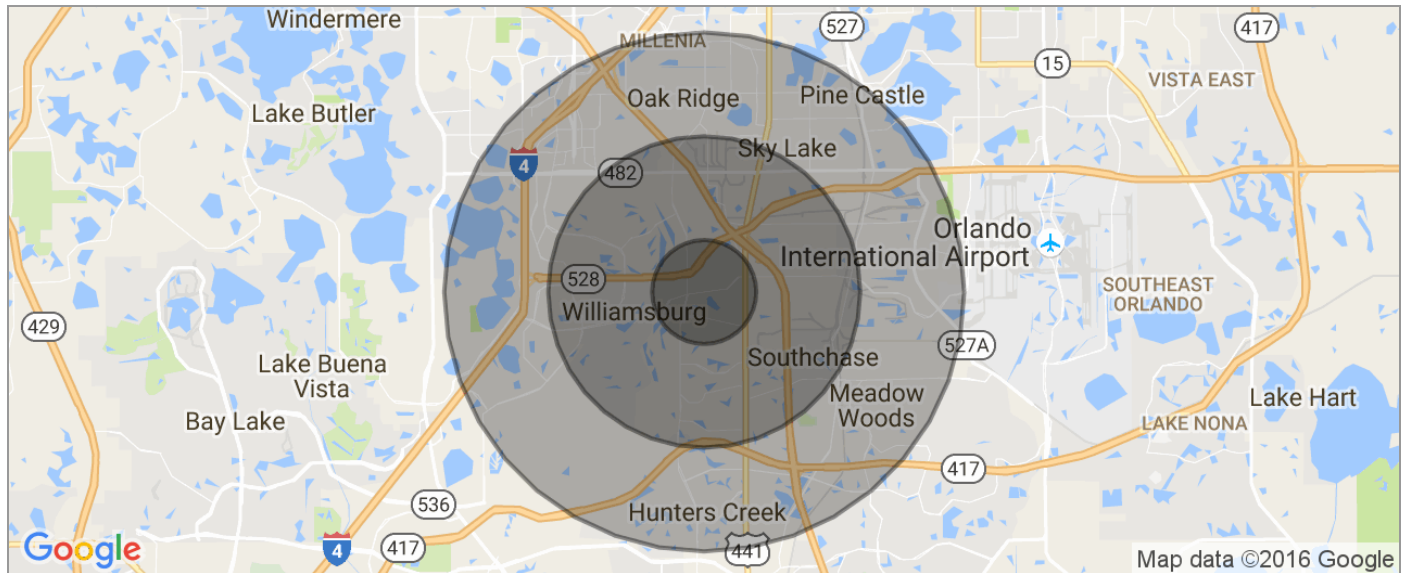 Windermere
MILLENIA
527
417
15
VISTA EAST
Lake Butler
Oak Ridge
Pine Castle
4
482
Sky Lake
Orlando
International Airport
528
Williamsburg
SOUTHEAST
ORLANDO
429
Lake Buena
Vista
Southchase
527A
Bay Lake
Meadow
Woods
Lake Hart
LAKE NONA
417
536
Hunters Creek
Google
4
417
441
Map data ©2016 Google